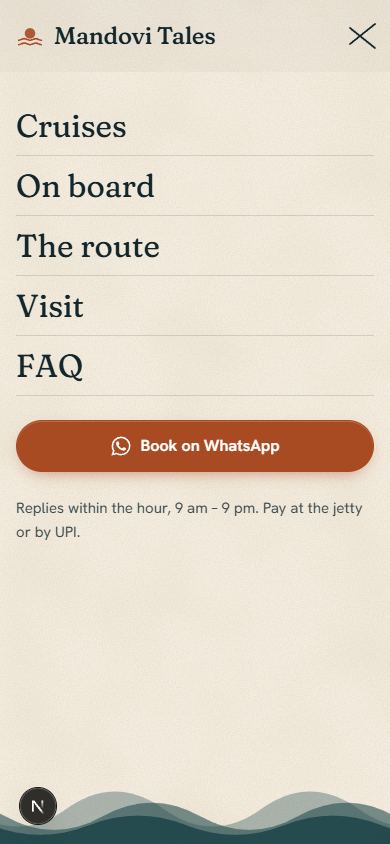 Mandovi Tales
Cruises
On board
The route
Visit
FAQ
Book on WhatsApp
Replies within the hour, 9 am – 9 pm. Pay at the jetty
or by UPI.
N